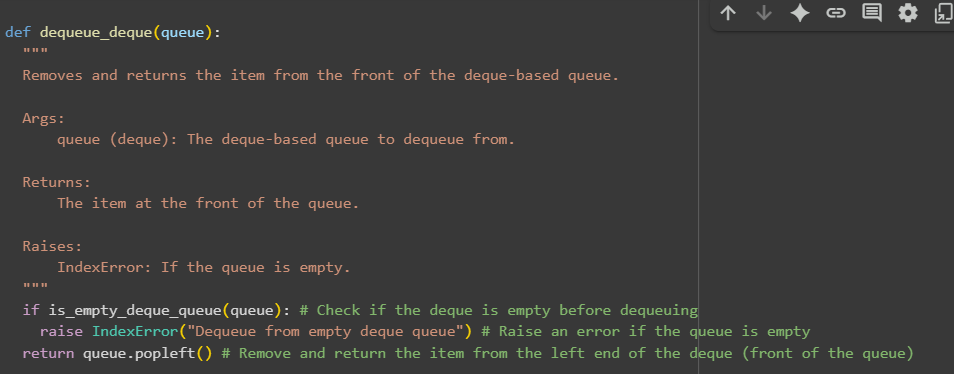 def dequeue_deque(queue):
  """
  Removes and returns the item from the front of the deque-based queue.

  Args:
      queue (deque): The deque-based queue to dequeue from.

  Returns:
      The item at the front of the queue.

  Raises:
      IndexError: If the queue is empty.
  """
  if is_empty_deque_queue(queue): # Check if the deque is empty before dequeuing
    raise IndexError("Dequeue from empty deque queue") # Raise an error if the queue is empty
  return queue.popleft() # Remove and return the item from the left end of the deque (front of the queue)